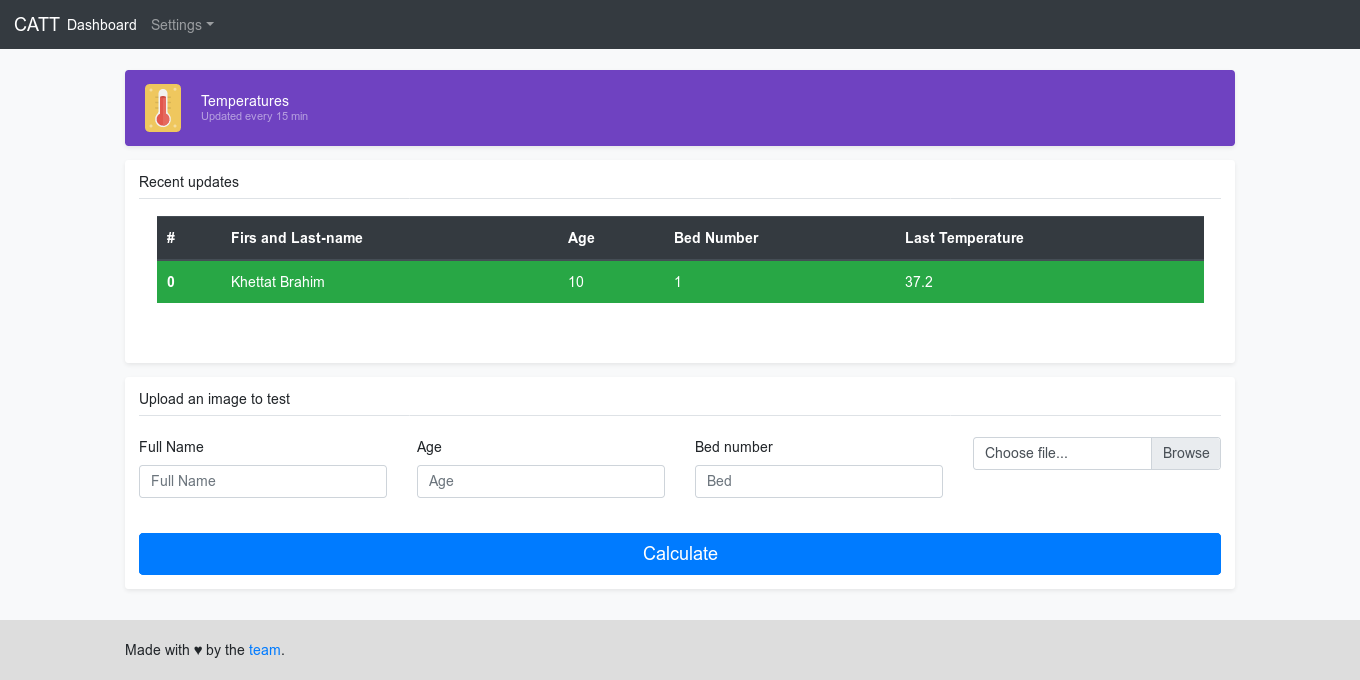 CATT Dashboard Settings
Temperatures
Updated every 15 min
Recent updates
# Firs and Last-name Age Bed Number Last Temperature
0 Khettat Brahim 10 1 37.2
Upload an image to test
Full Name Age Bed number
Choose file... Browse
Full Name Age Bed
Calculate
Made with ♥ by the team.